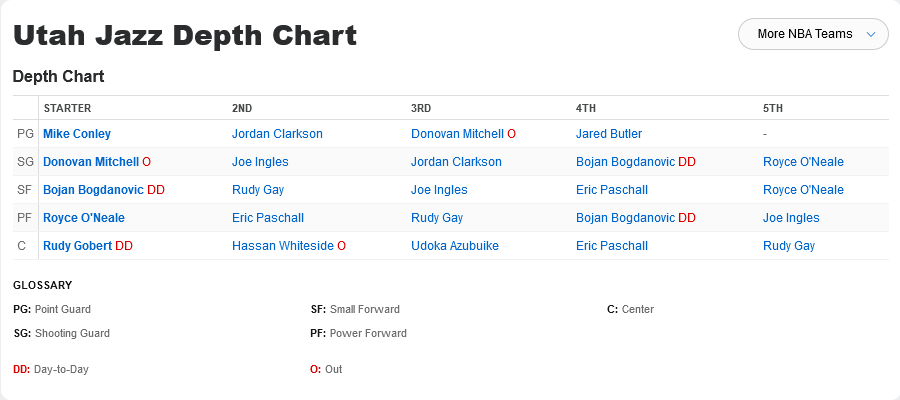 Utah Jazz Depth Chart
More NBA Teams
Depth Chart
STARTER 2ND 3RD 4TH 5TH
PG Mike Conley Jordan Clarkson Donovan Mitchell O Jared Butler -
SG Donovan Mitchell O Joe Ingles Jordan Clarkson Bojan Bogdanovic DD Royce O'Neale
SF Bojan Bogdanovic DD Rudy Gay Joe Ingles Eric Paschall Royce O'Neale
PF Royce O'Neale Eric Paschall Rudy Gay Bojan Bogdanovic DD Joe Ingles
C Rudy Gobert DD Hassan Whiteside O Udoka Azubuike Eric Paschall Rudy Gay
GLOSSARY
PG: Point Guard SF: Small Forward C: Center
SG: Shooting Guard PF: Power Forward
DD: Day-to-Day O: Out